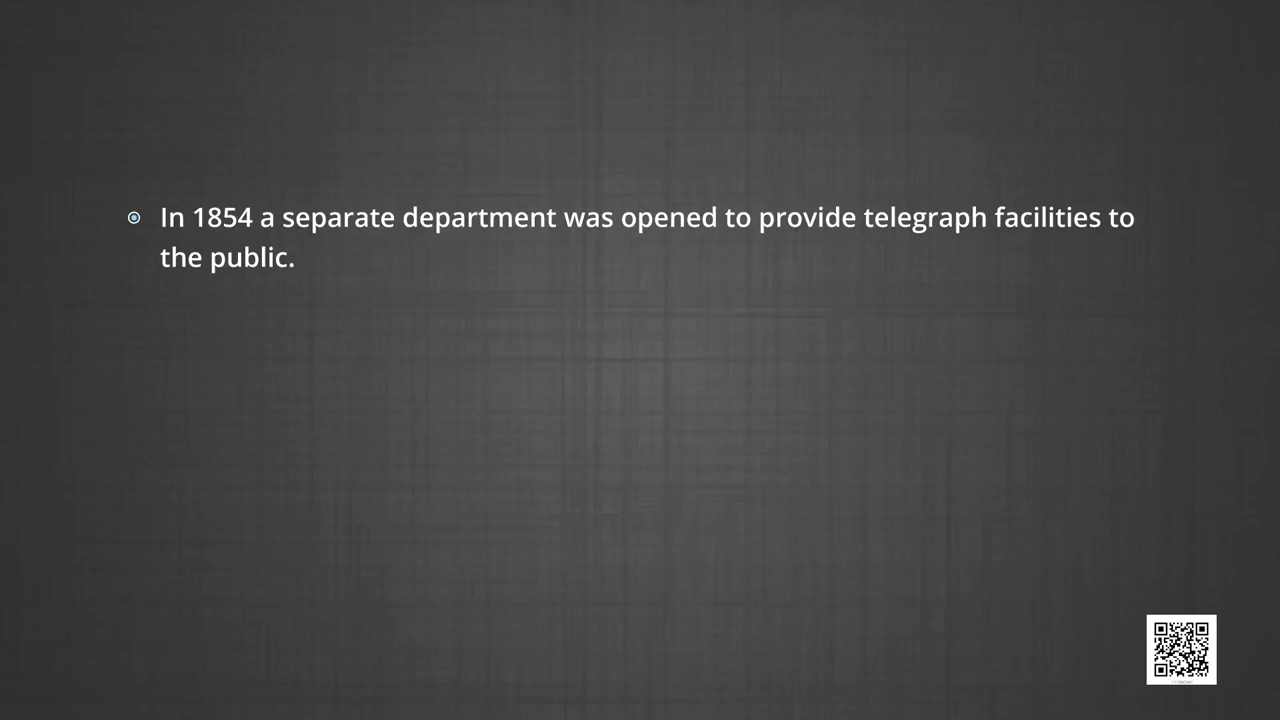 In 1854 a separate department was opened to provide telegraph facilities to
the public.